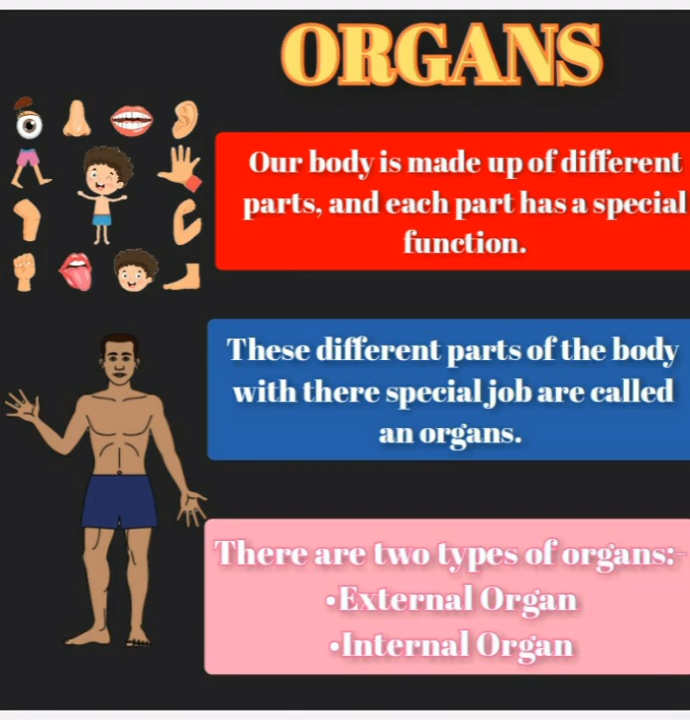 ORGANS
Our body is made up of different
parts, and each part has a special
function.
These different parts of the body
with there special job are called
an organs.
There are two types of organs:-
•External Organ
•Internal Organ